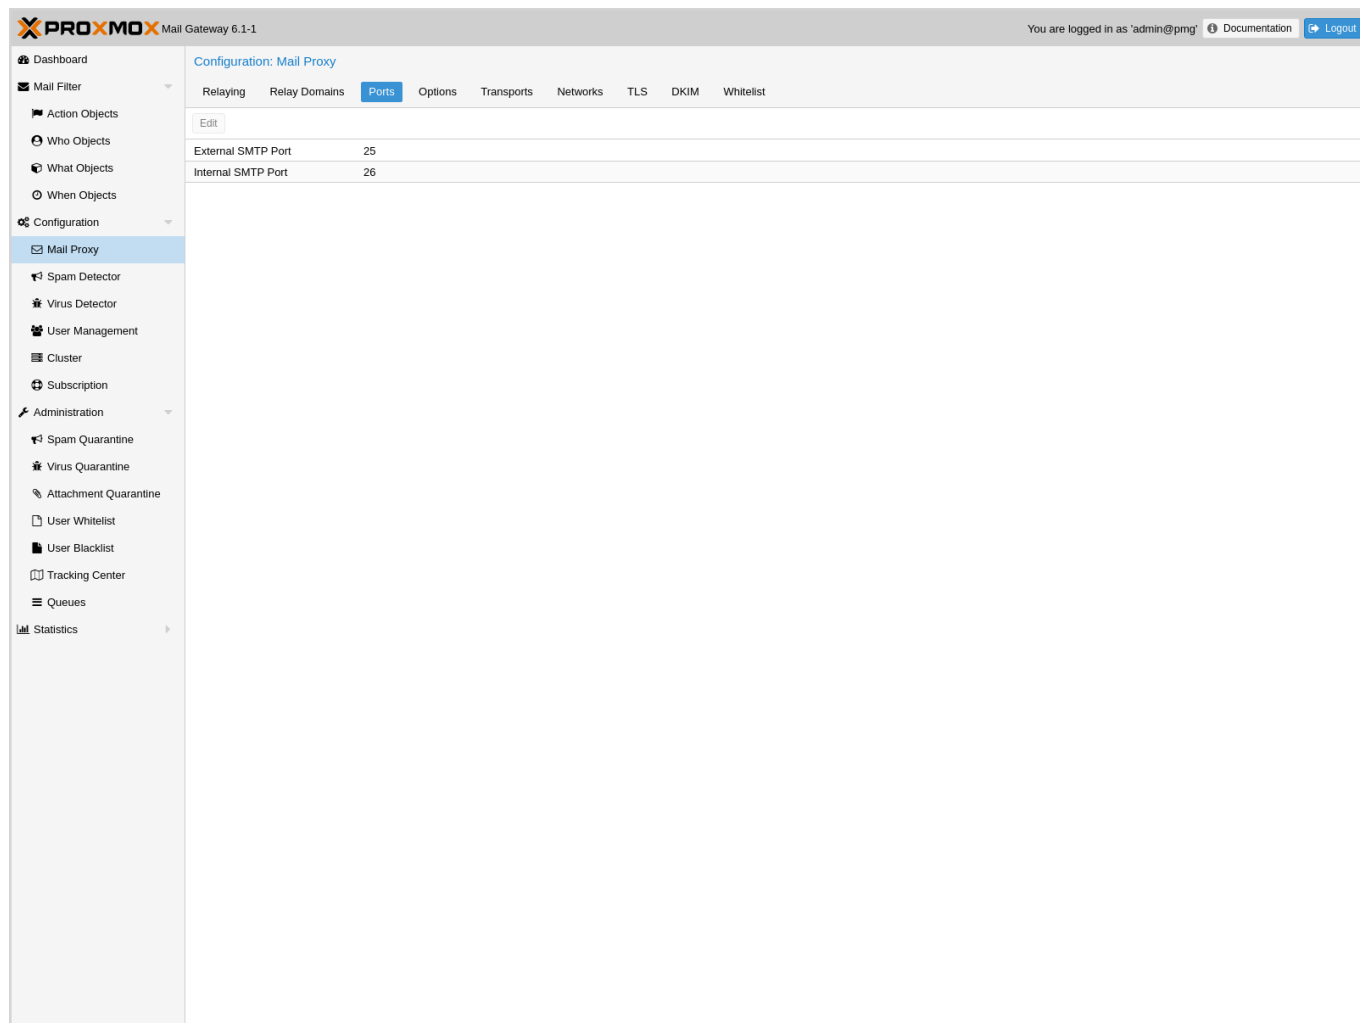 PROXMOX Mail Gateway 6.1-1 You are logged in as 'admin@pmg' Documentation Logout
Dashboard
Mail Filter
Action Objects
Who Objects
What Objects
When Objects
Configuration
Mail Proxy
Spam Detector
Virus Detector
User Management
Cluster
Subscription
Administration
Spam Quarantine
Virus Quarantine
Attachment Quarantine
User Whitelist
User Blacklist
Tracking Center
Queues
Statistics
Configuration: Mail Proxy
Relaying Relay Domains Ports Options Transports Networks TLS DKIM Whitelist
Edit
External SMTP Port 25
Internal SMTP Port 26